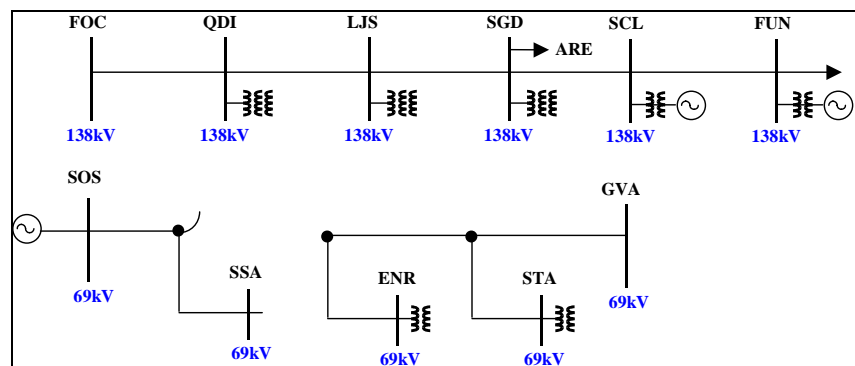 FOC QDI LJS SGD SCL FUN
ARE
138kV 138kV 138kV 138kV 138kV 138kV
SOS GVA
SSA ENR STA
69kV 69kV
69kV 69kV 69kV